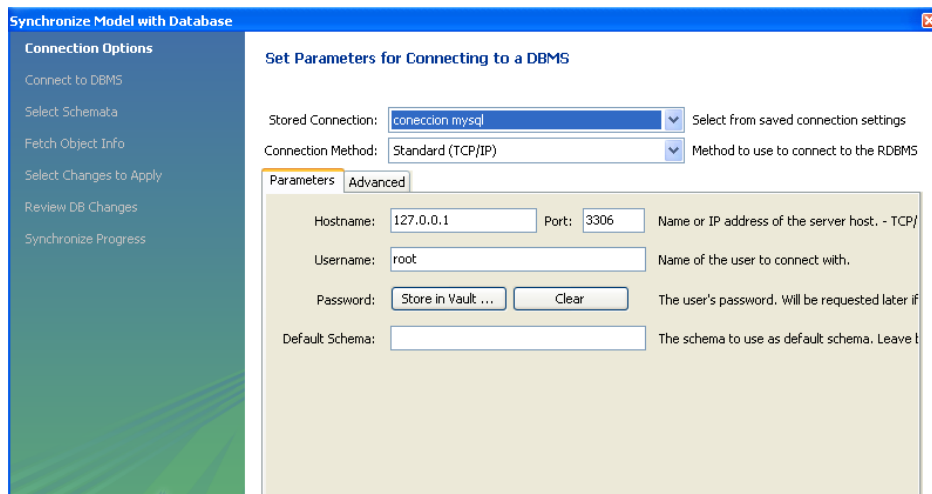 Synchronize Model with Database
Connection Options
Connect to DBMS
Select Schemata
Fetch Object Info
Select Changes to Apply
Review DB Changes
Synchronize Progress
Set Parameters for Connecting to a DBMS
Stored Connection: coneccion mysql Select from saved connection settings
Connection Method: Standard (TCP/IP) Method to use to connect to the RDBMS
Parameters Advanced
Hostname: 127.0.0.1 Port: 3306 Name or IP address of the server host. - TCP/
Username: root Name of the user to connect with.
Password: Store in Vault ... Clear The user's password. Will be requested later if
Default Schema: The schema to use as default schema. Leave